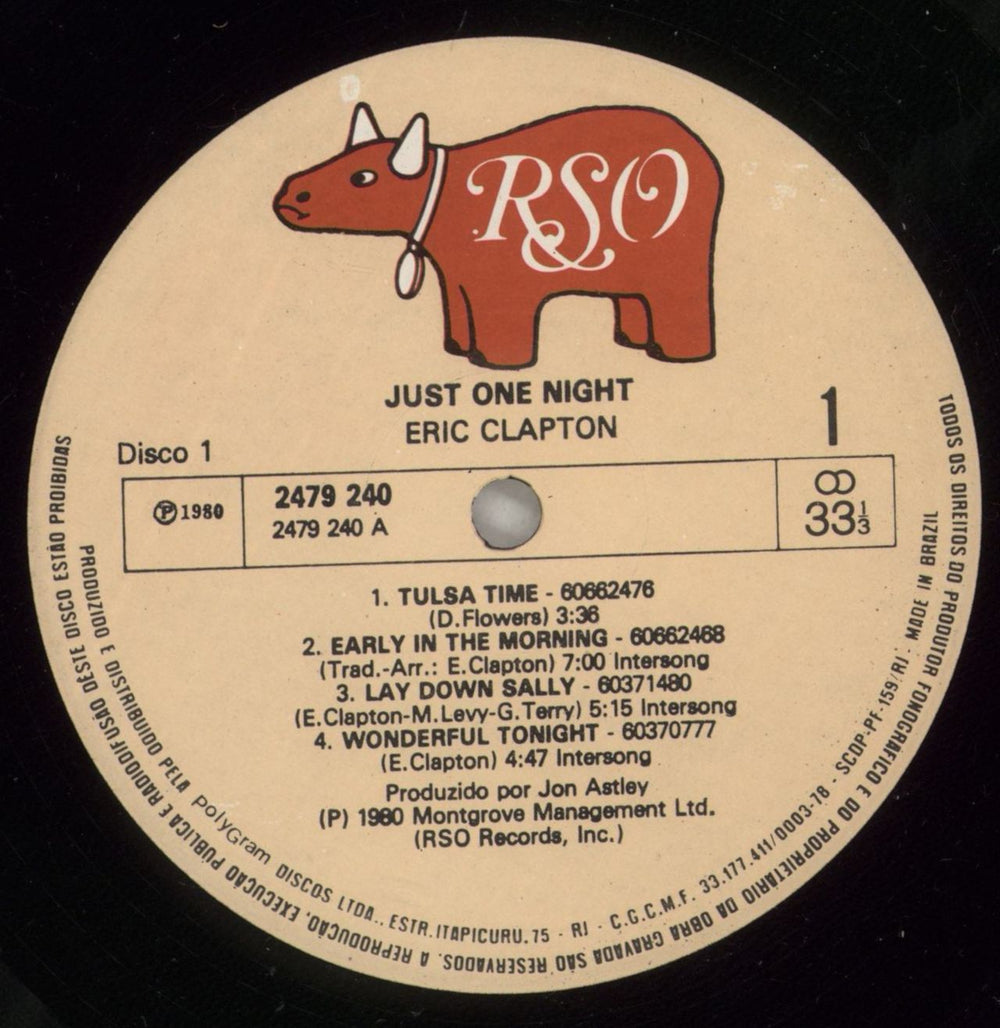 RSO
JUST ONE NIGHT
ERIC CLAPTON
1
Disco 1
℗ 1980
2479 240
2479 240 A
33⅓
1. TULSA TIME - 60662476
(D.Flowers) 3:36
2. EARLY IN THE MORNING - 60662468
(Trad.-Arr.: E.Clapton) 7:00 Intersong
3. LAY DOWN SALLY - 60371480
(E.Clapton-M.Levy-G.Terry) 5:15 Intersong
4. WONDERFUL TONIGHT - 60370777
(E.Clapton) 4:47 Intersong
Produzido por Jon Astley
(P) 1980 Montgrove Management Ltd.
(RSO Records, Inc.)
PRODUZIDO E DISTRIBUIDO PELA PolyGram DISCOS LTDA., ESTR.ITAPICURU.75 - RJ - C.G.C.M.F. 33.177.411/0003-78 - SCDP-PF-159/RJ. MADE IN BRAZIL
TODOS OS DIREITOS DO PRODUTOR FONOGRAFICO E DO PROPRIETARIO DA OBRA GRAVADA SÃO RESERVADOS. A REPRODUÇÃO, EXECUÇÃO PUBLICA E RADIODIFUSÃO DESTE DISCO ESTÃO PROIBIDAS